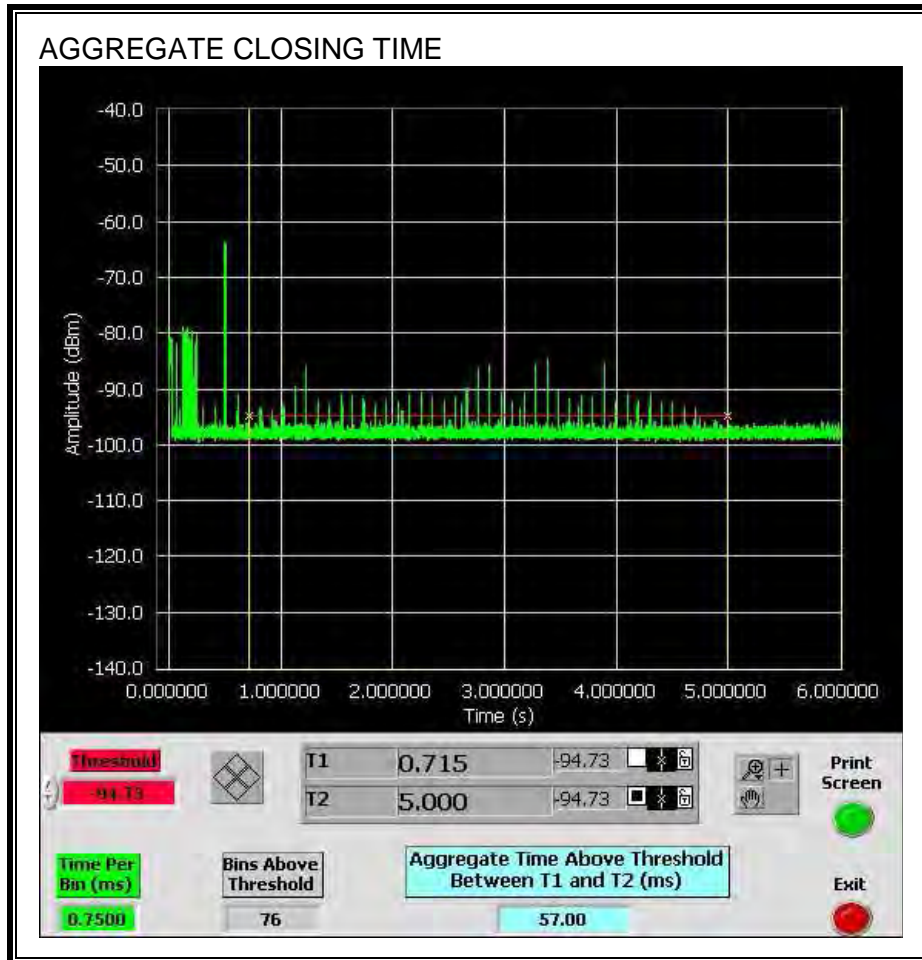 AGGREGATE CLOSING TIME
-40.0
-50.0
-60.0
-70.0
-80.0
-90.0
-100.0
-110.0
-120.0
-130.0
-140.0
Amplitude (dBm)
0.000000 1.000000 2.000000 3.000000 4.000000 5.000000 6.000000
Time (s)
Threshold
-94.73
T1 0.715 -94.73
T2 5.000 -94.73
Print
Screen
Time Per
Bin (ms)
0.7500
Bins Above
Threshold
76
Aggregate Time Above Threshold
Between T1 and T2 (ms)
57.00
Exit